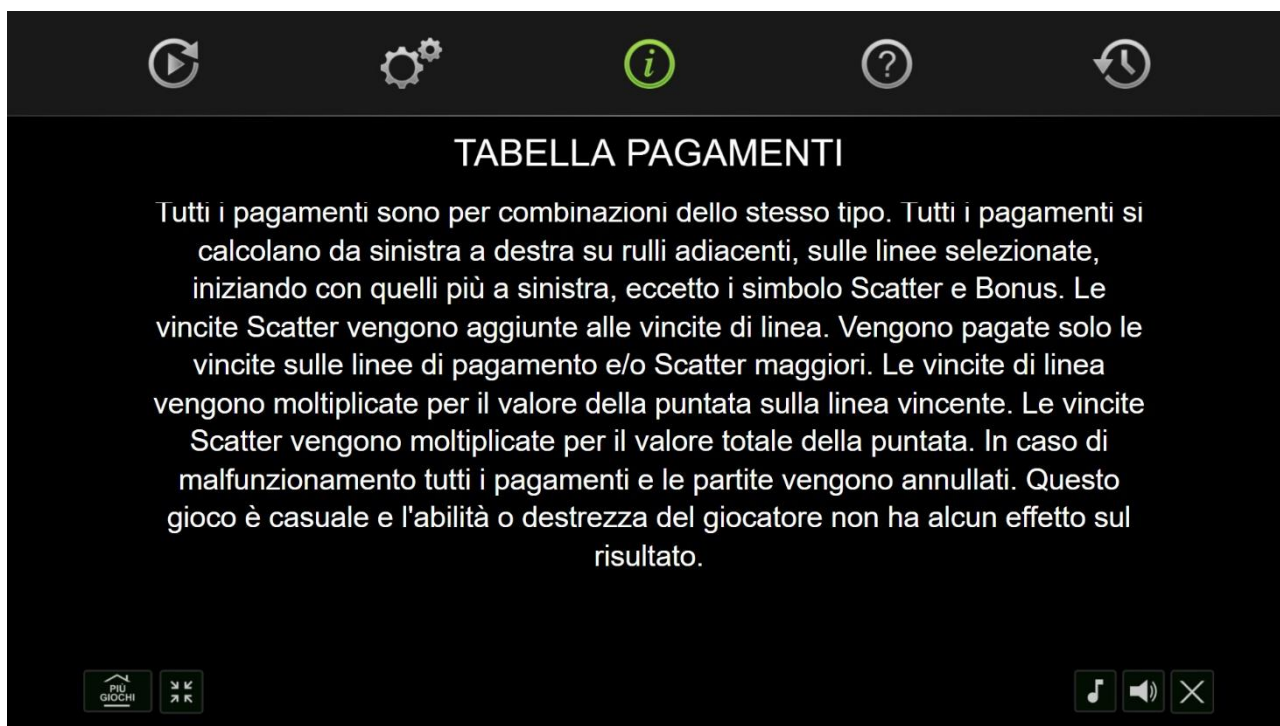 TABELLA PAGAMENTI
Tutti i pagamenti sono per combinazioni dello stesso tipo. Tutti i pagamenti si
calcolano da sinistra a destra su rulli adiacenti, sulle linee selezionate,
iniziando con quelli più a sinistra, eccetto i simbolo Scatter e Bonus. Le
vincite Scatter vengono aggiunte alle vincite di linea. Vengono pagate solo le
vincite sulle linee di pagamento e/o Scatter maggiori. Le vincite di linea
vengono moltiplicate per il valore della puntata sulla linea vincente. Le vincite
Scatter vengono moltiplicate per il valore totale della puntata. In caso di
malfunzionamento tutti i pagamenti e le partite vengono annullati. Questo
gioco è casuale e l'abilità o destrezza del giocatore non ha alcun effetto sul
risultato.
PIÙ
GIOCHI